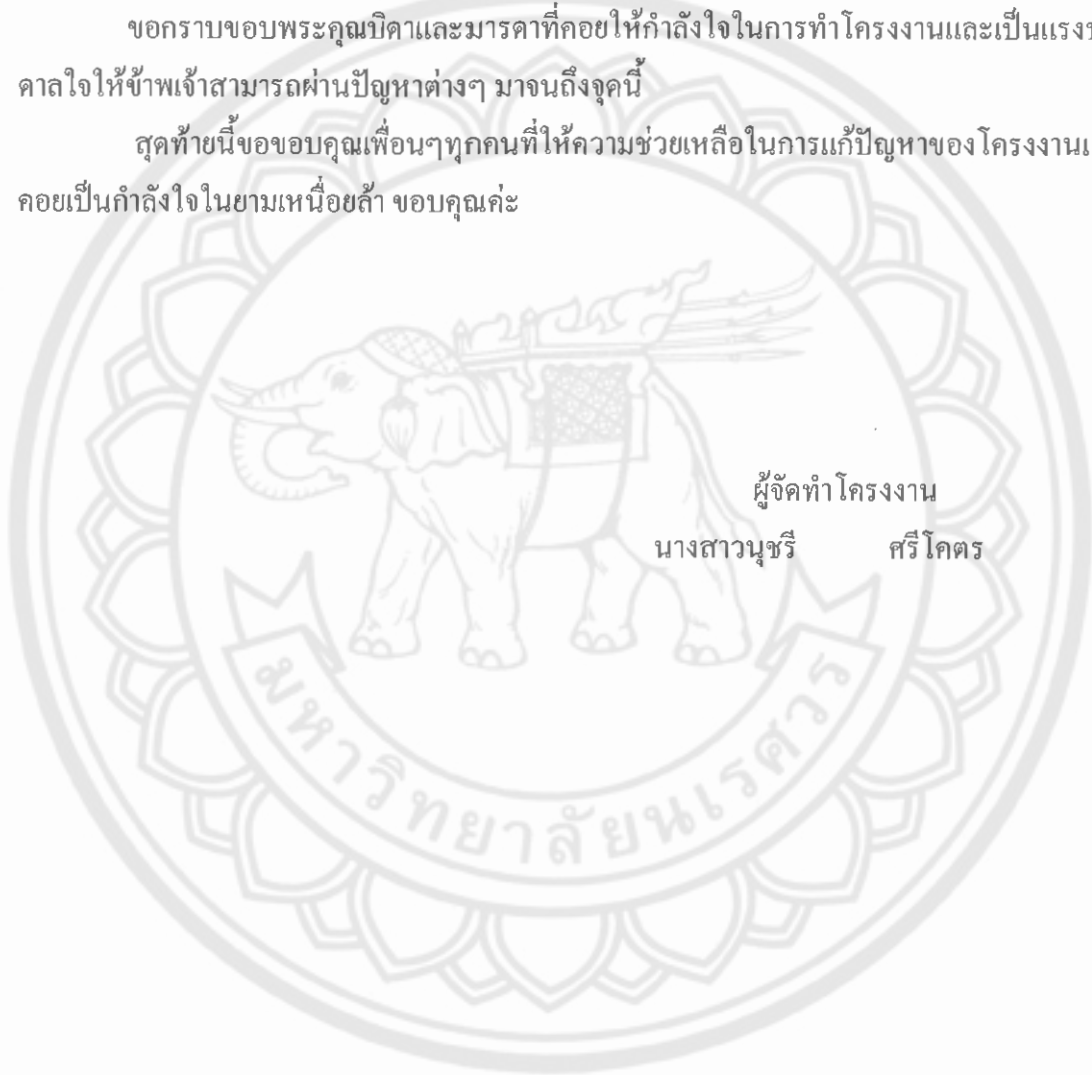 ขอกราบขอบพระคุณบิดาและมารดาที่คอยให้กำลังใจในการทำโครงงานและเป็นแรง
ดาลใจให้ข้าพเจ้าสามารถผ่านปัญหาต่างๆ มาจนถึงจุดนี้
สุดท้ายนี้ขอขอบคุณเพื่อนๆทุกคนที่ให้ความช่วยเหลือในการแก้ปัญหาของโครงงาน
คอยเป็นกำลังใจในยามเหนื่อยล้า ขอบคุณค่ะ
ผู้จัดทำโครงงาน
นางสาวนุชรี ศรีโคตร
มหาวิทยาลัยนเรศวร